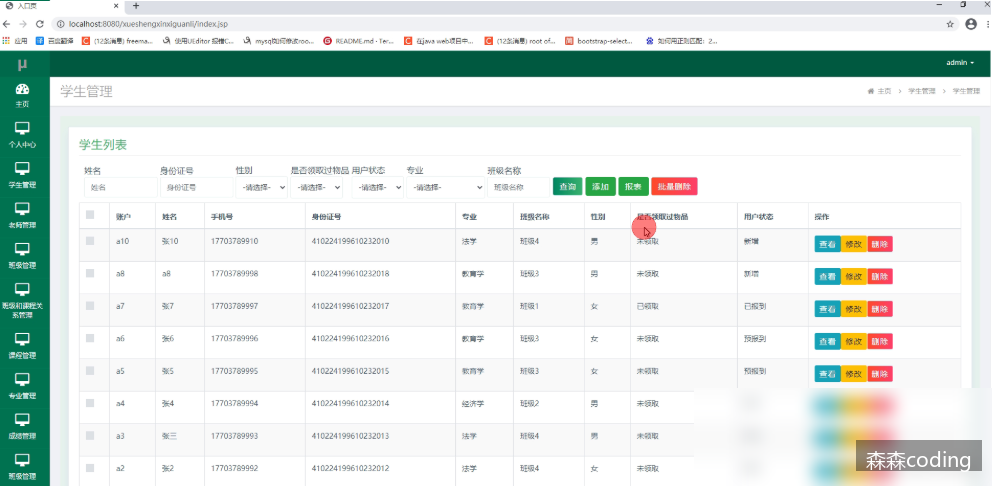 入口页
localhost:8080/xueshengxinxiguanli/index.jsp
应用 百度翻译 (12条消息) freema... 使用UEditor 报错C... mysql如何修改roo... README.md · Ter... 在java web项目中... (12条消息) root of... bootstrap-select... 如何用正则匹配：2...
μ admin
学生管理 主页 > 学生管理 > 学生管理
主页
个人中心
学生管理
老师管理
班级管理
班级和课程关系管理
课程管理
专业管理
成绩管理
班级管理
学生列表
姓名 身份证号 性别 是否领取过物品 用户状态 专业 班级名称
姓名 身份证号 -请选择- -请选择- -请选择- -请选择- 班级名称 查询 添加 报表 批量删除
账户 姓名 手机号 身份证号 专业 班级名称 性别 是否领取过物品 用户状态 操作
a10 张10 17703789910 410224199610232010 法学 班级4 男 未领取 新增 查看 修改 删除
a8 a8 17703789998 410224199610232018 教育学 班级3 男 未领取 新增 查看 修改 删除
a7 张7 17703789997 410224199610232017 教育学 班级1 女 已领取 已报到 查看 修改 删除
a6 张6 17703789996 410224199610232016 教育学 班级3 女 未领取 预报到 查看 修改 删除
a5 张5 17703789995 410224199610232015 教育学 班级3 女 未领取 预报到 查看 修改 删除
a4 张4 17703789994 410224199610232014 经济学 班级2 男 未领取
a3 张三 17703789993 410224199610232013 法学 班级4 男 未领取
a2 张2 17703789992 410224199610232012 法学 班级4 女 未领取
森森coding